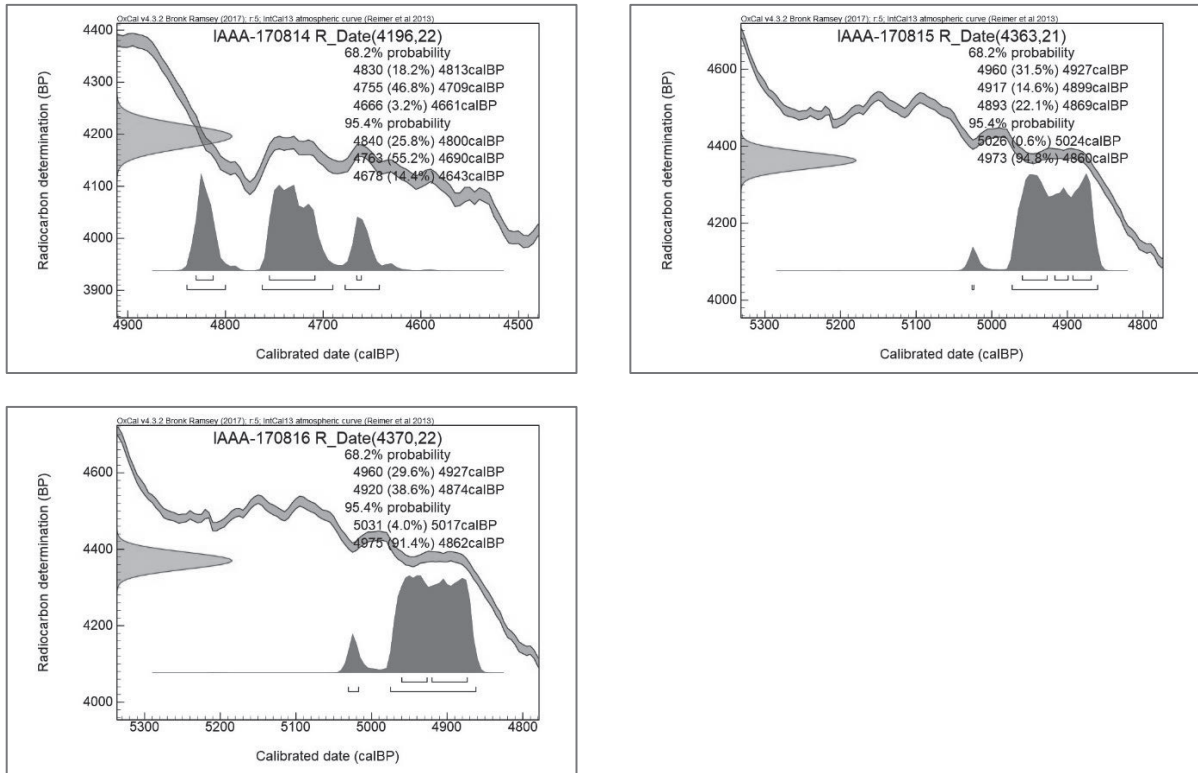 OxCal v4.3.2 Bronk Ramsey (2017); r:5; IntCal13 atmospheric curve (Reimer et al 2013)
IAAA-170814 R_Date(4196,22)
68.2% probability
4830 (18.2%) 4813calBP
4755 (46.8%) 4709calBP
4666 (3.2%) 4661calBP
95.4% probability
4840 (25.8%) 4800calBP
4763 (55.2%) 4690calBP
4678 (14.4%) 4643calBP
Radiocarbon determination (BP)
4400
4300
4200
4100
4000
3900
4900 4800 4700 4600 4500
Calibrated date (calBP)
OxCal v4.3.2 Bronk Ramsey (2017); r:5; IntCal13 atmospheric curve (Reimer et al 2013)
IAAA-170815 R_Date(4363,21)
68.2% probability
4960 (31.5%) 4927calBP
4917 (14.6%) 4899calBP
4893 (22.1%) 4869calBP
95.4% probability
5026 (0.6%) 5024calBP
4973 (94.8%) 4860calBP
Radiocarbon determination (BP)
4600
4400
4200
4000
5300 5200 5100 5000 4900 4800
Calibrated date (calBP)
OxCal v4.3.2 Bronk Ramsey (2017); r:5; IntCal13 atmospheric curve (Reimer et al 2013)
IAAA-170816 R_Date(4370,22)
68.2% probability
4960 (29.6%) 4927calBP
4920 (38.6%) 4874calBP
95.4% probability
5031 (4.0%) 5017calBP
4975 (91.4%) 4862calBP
Radiocarbon determination (BP)
4600
4400
4200
4000
5300 5200 5100 5000 4900 4800
Calibrated date (calBP)